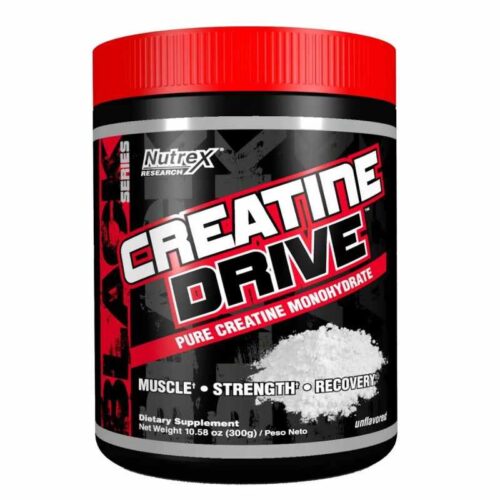 BLACK
SERIES
Nutrex
RESEARCH
CREATINE
DRIVE™
PURE CREATINE MONOHYDRATE
MUSCLE‡ • STRENGTH‡ • RECOVERY
Dietary Supplement
Net Weight 10.58 oz (300g) / Peso Neto
unflavored